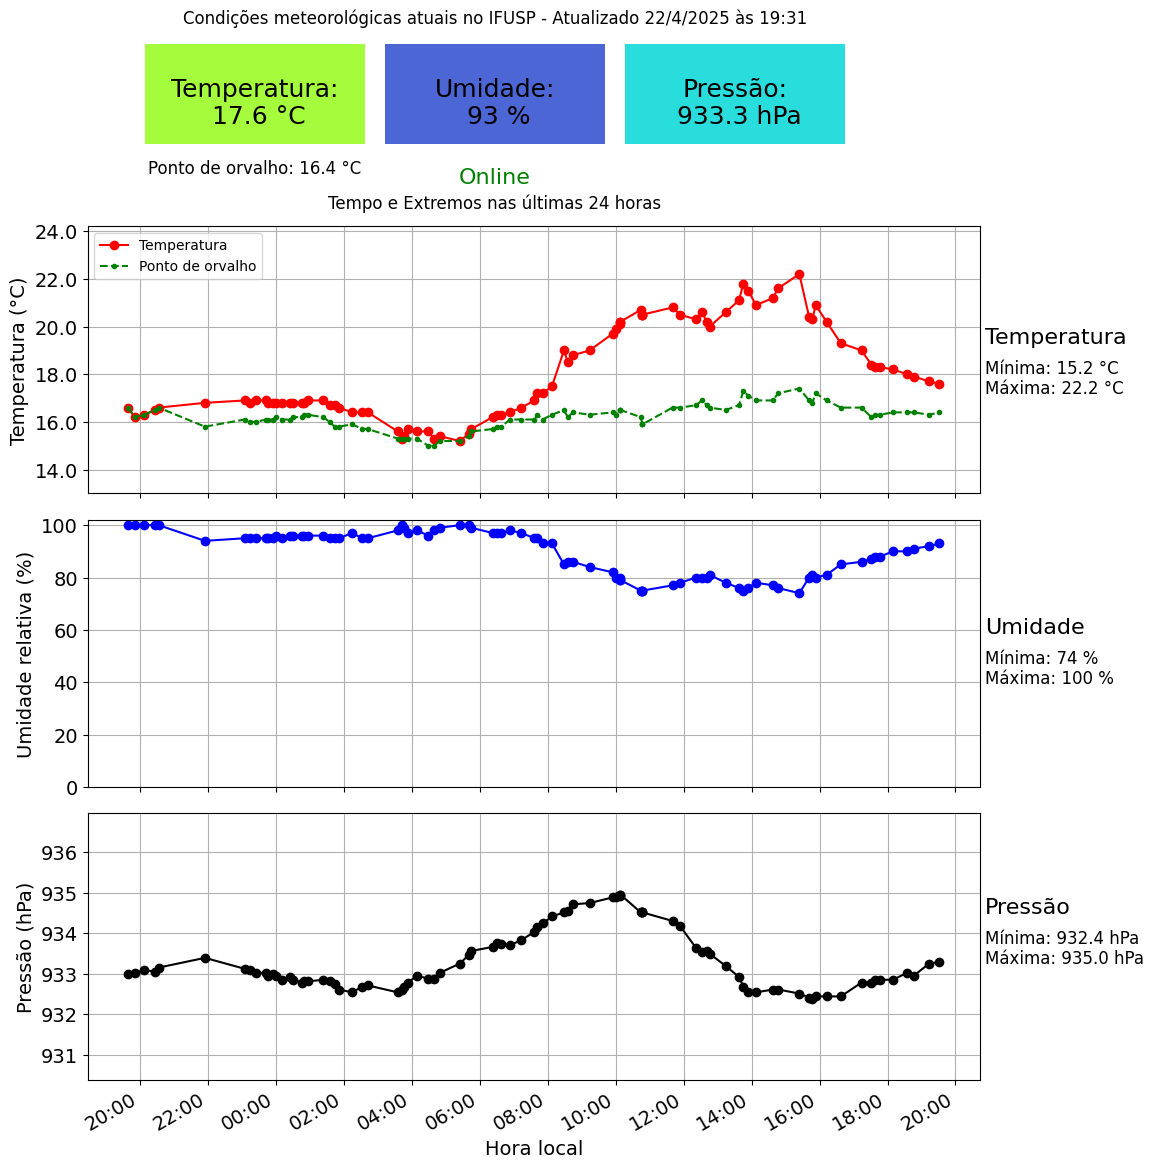 Condições meteorológicas atuais no IFUSP - Atualizado 22/4/2025 às 19:31
Temperatura:
17.6 °C
Umidade:
93 %
Pressão:
933.3 hPa
Ponto de orvalho: 16.4 °C
Online
Tempo e Extremos nas últimas 24 horas
Temperatura (°C)
24.0
22.0
20.0
18.0
16.0
14.0
Temperatura
Ponto de orvalho
Temperatura
Mínima: 15.2 °C
Máxima: 22.2 °C
Umidade relativa (%)
100
80
60
40
20
0
Umidade
Mínima: 74 %
Máxima: 100 %
Pressão (hPa)
936
935
934
933
932
931
Pressão
Mínima: 932.4 hPa
Máxima: 935.0 hPa
20:00 22:00 00:00 02:00 04:00 06:00 08:00 10:00 12:00 14:00 16:00 18:00 20:00
Hora local